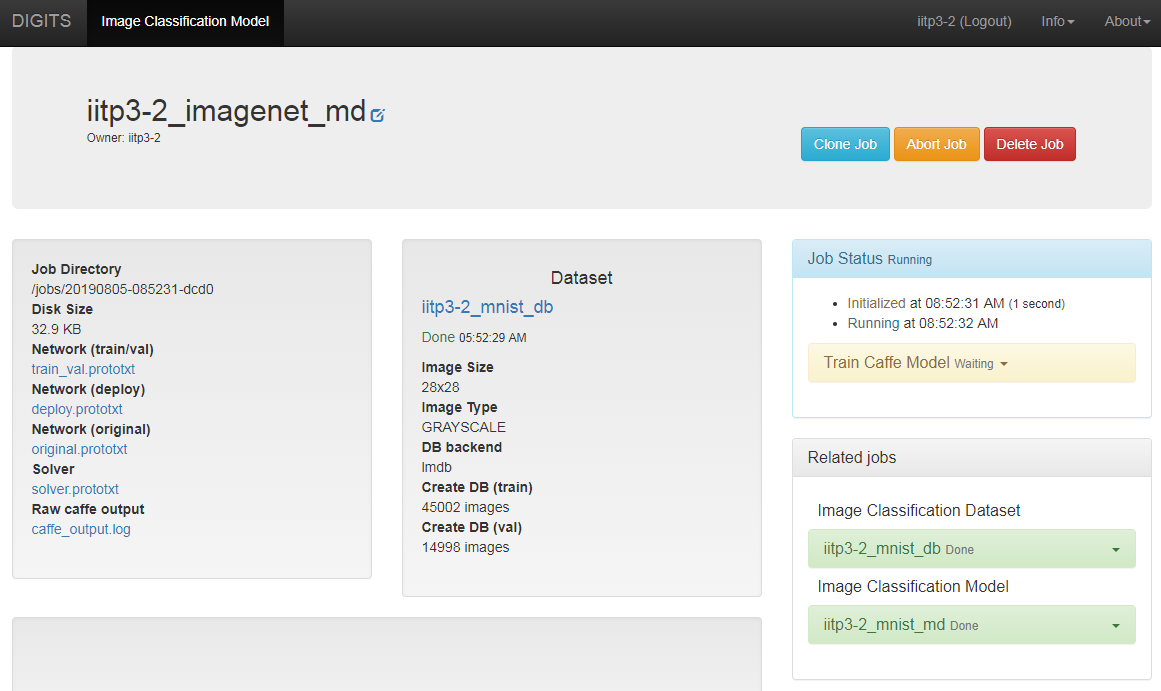 DIGITS Image Classification Model iitp3-2 (Logout) Info About
iitp3-2_imagenet_md
Owner: iitp3-2
Clone Job Abort Job Delete Job
Job Directory
/jobs/20190805-085231-dcd0
Disk Size
32.9 KB
Network (train/val)
train_val.prototxt
Network (deploy)
deploy.prototxt
Network (original)
original.prototxt
Solver
solver.prototxt
Raw caffe output
caffe_output.log
Dataset
iitp3-2_mnist_db
Done 05:52:29 AM
Image Size
28x28
Image Type
GRAYSCALE
DB backend
lmdb
Create DB (train)
45002 images
Create DB (val)
14998 images
Job Status Running
• Initialized at 08:52:31 AM (1 second)
• Running at 08:52:32 AM
Train Caffe Model Waiting
Related jobs
Image Classification Dataset
iitp3-2_mnist_db Done
Image Classification Model
iitp3-2_mnist_md Done